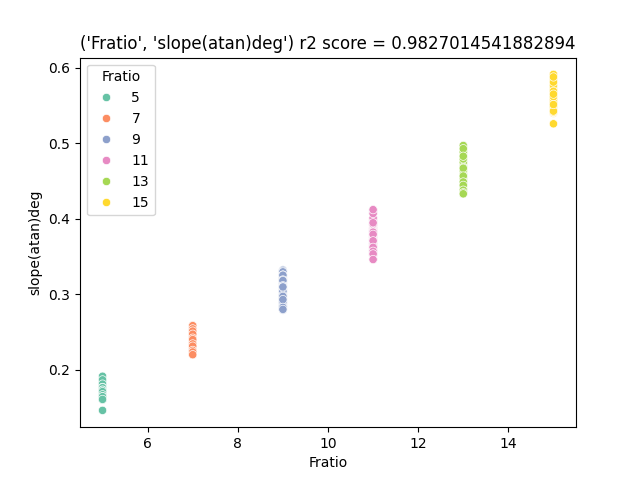 ('Fratio', 'slope(atan)deg') r2 score = 0.9827014541882894
0.6
0.5
0.4
0.3
0.2
slope(atan)deg
Fratio
5
7
9
11
13
15
6 8 10 12 14
Fratio